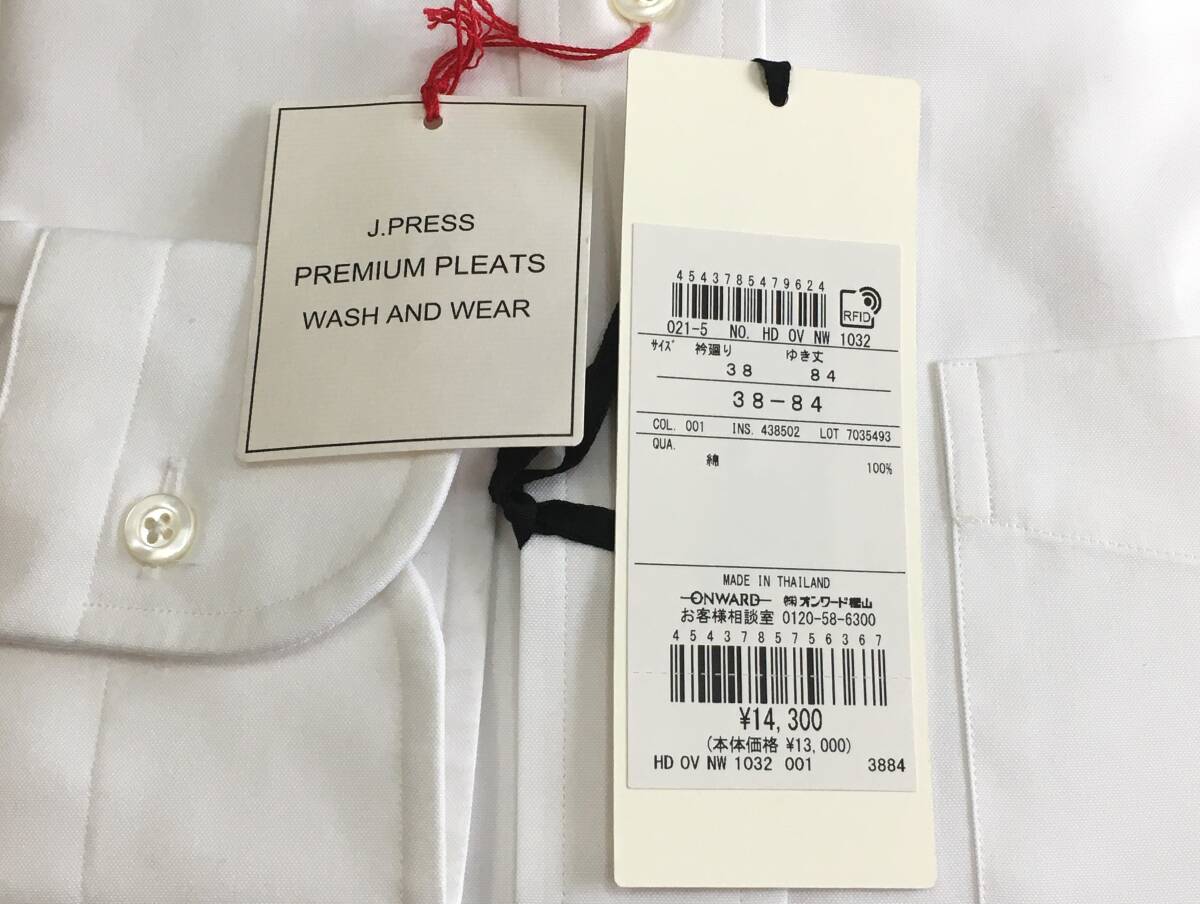 J.PRESS
PREMIUM PLEATS
WASH AND WEAR
4543785479624
RFID
021-5 NO. HD OV NW 1032
サイズ 衿廻り ゆき丈
38 84
38-84
COL. 001 INS. 438502 LOT 7035493
QUA.
綿 100%
MADE IN THAILAND
ONWARD ㈱オンワード樫山
お客様相談室 0120-58-6300
4543785756367
¥14,300
(本体価格 ¥13,000)
HD OV NW 1032 001 3884